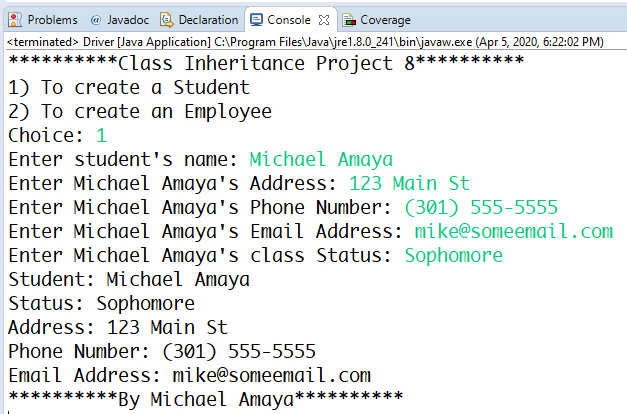 Problems @ Javadoc Declaration Console Coverage
<terminated> Driver [Java Application] C:\Program Files\Java\jre1.8.0_241\bin\javaw.exe (Apr 5, 2020, 6:22:02 PM)
**********Class Inheritance Project 8**********
1) To create a Student
2) To create an Employee
Choice: 1
Enter student's name: Michael Amaya
Enter Michael Amaya's Address: 123 Main St
Enter Michael Amaya's Phone Number: (301) 555-5555
Enter Michael Amaya's Email Address: mike@someemail.com
Enter Michael Amaya's class Status: Sophomore
Student: Michael Amaya
Status: Sophomore
Address: 123 Main St
Phone Number: (301) 555-5555
Email Address: mike@someemail.com
**********By Michael Amaya**********